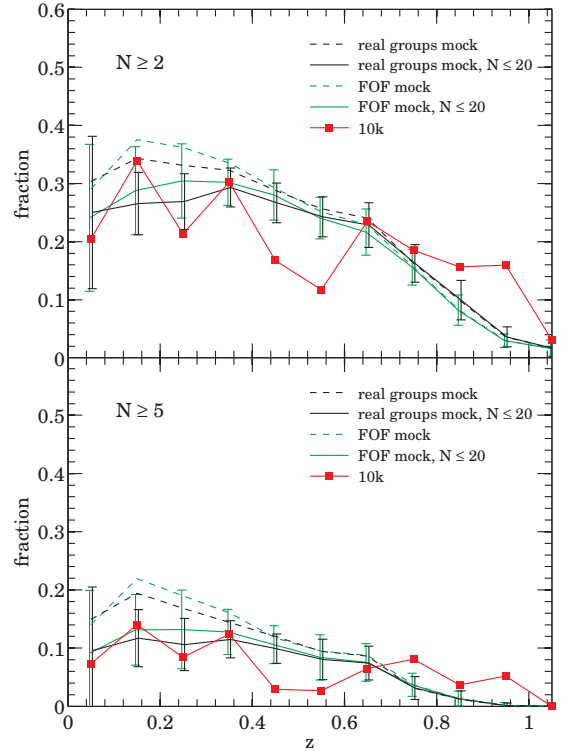 0.6
N ≥ 2
real groups mock
real groups mock, N ≤ 20
FOF mock
FOF mock, N ≤ 20
10k
0.5
0.4
0.3
fraction
0.2
0.1
0
N ≥ 5
real groups mock
real groups mock, N ≤ 20
FOF mock
FOF mock, N ≤ 20
10k
0.5
0.4
0.3
fraction
0.2
0.1
0
0 0.2 0.4 0.6 0.8 1
z